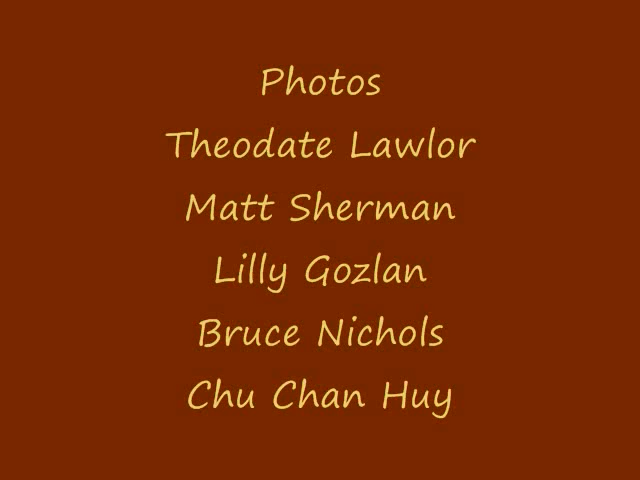 Photos
Theodate Lawlor
Matt Sherman
Lilly Gozlan
Bruce Nichols
Chu Chan Huy